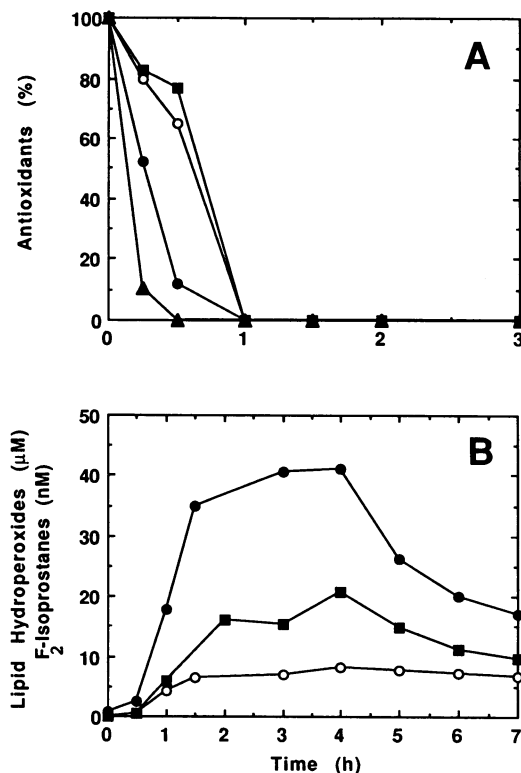 A
Antioxidants (%)
100
80
60
40
20
0
0 1 2 3
B
Lipid Hydroperoxides (µM)
F2-Isoprostanes (nM)
50
40
30
20
10
0
0 1 2 3 4 5 6 7
Time (h)